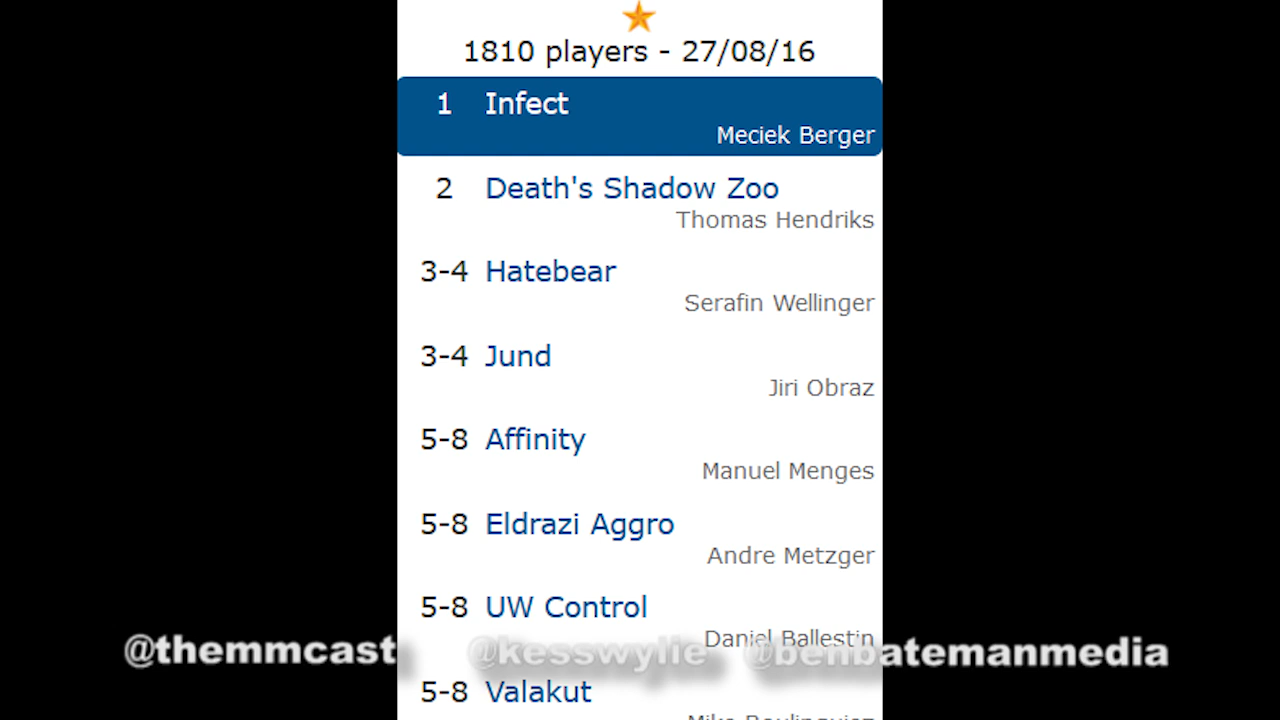 1810 players - 27/08/16
1 Infect
Meciek Berger
2 Death's Shadow Zoo
Thomas Hendriks
3-4 Hatebear
Serafin Wellinger
3-4 Jund
Jiri Obraz
5-8 Affinity
Manuel Menges
5-8 Eldrazi Aggro
Andre Metzger
5-8 UW Control
Daniel Ballestin
@themmcast @kesswylie @benbatemanmedia
5-8 Valakut
Mike